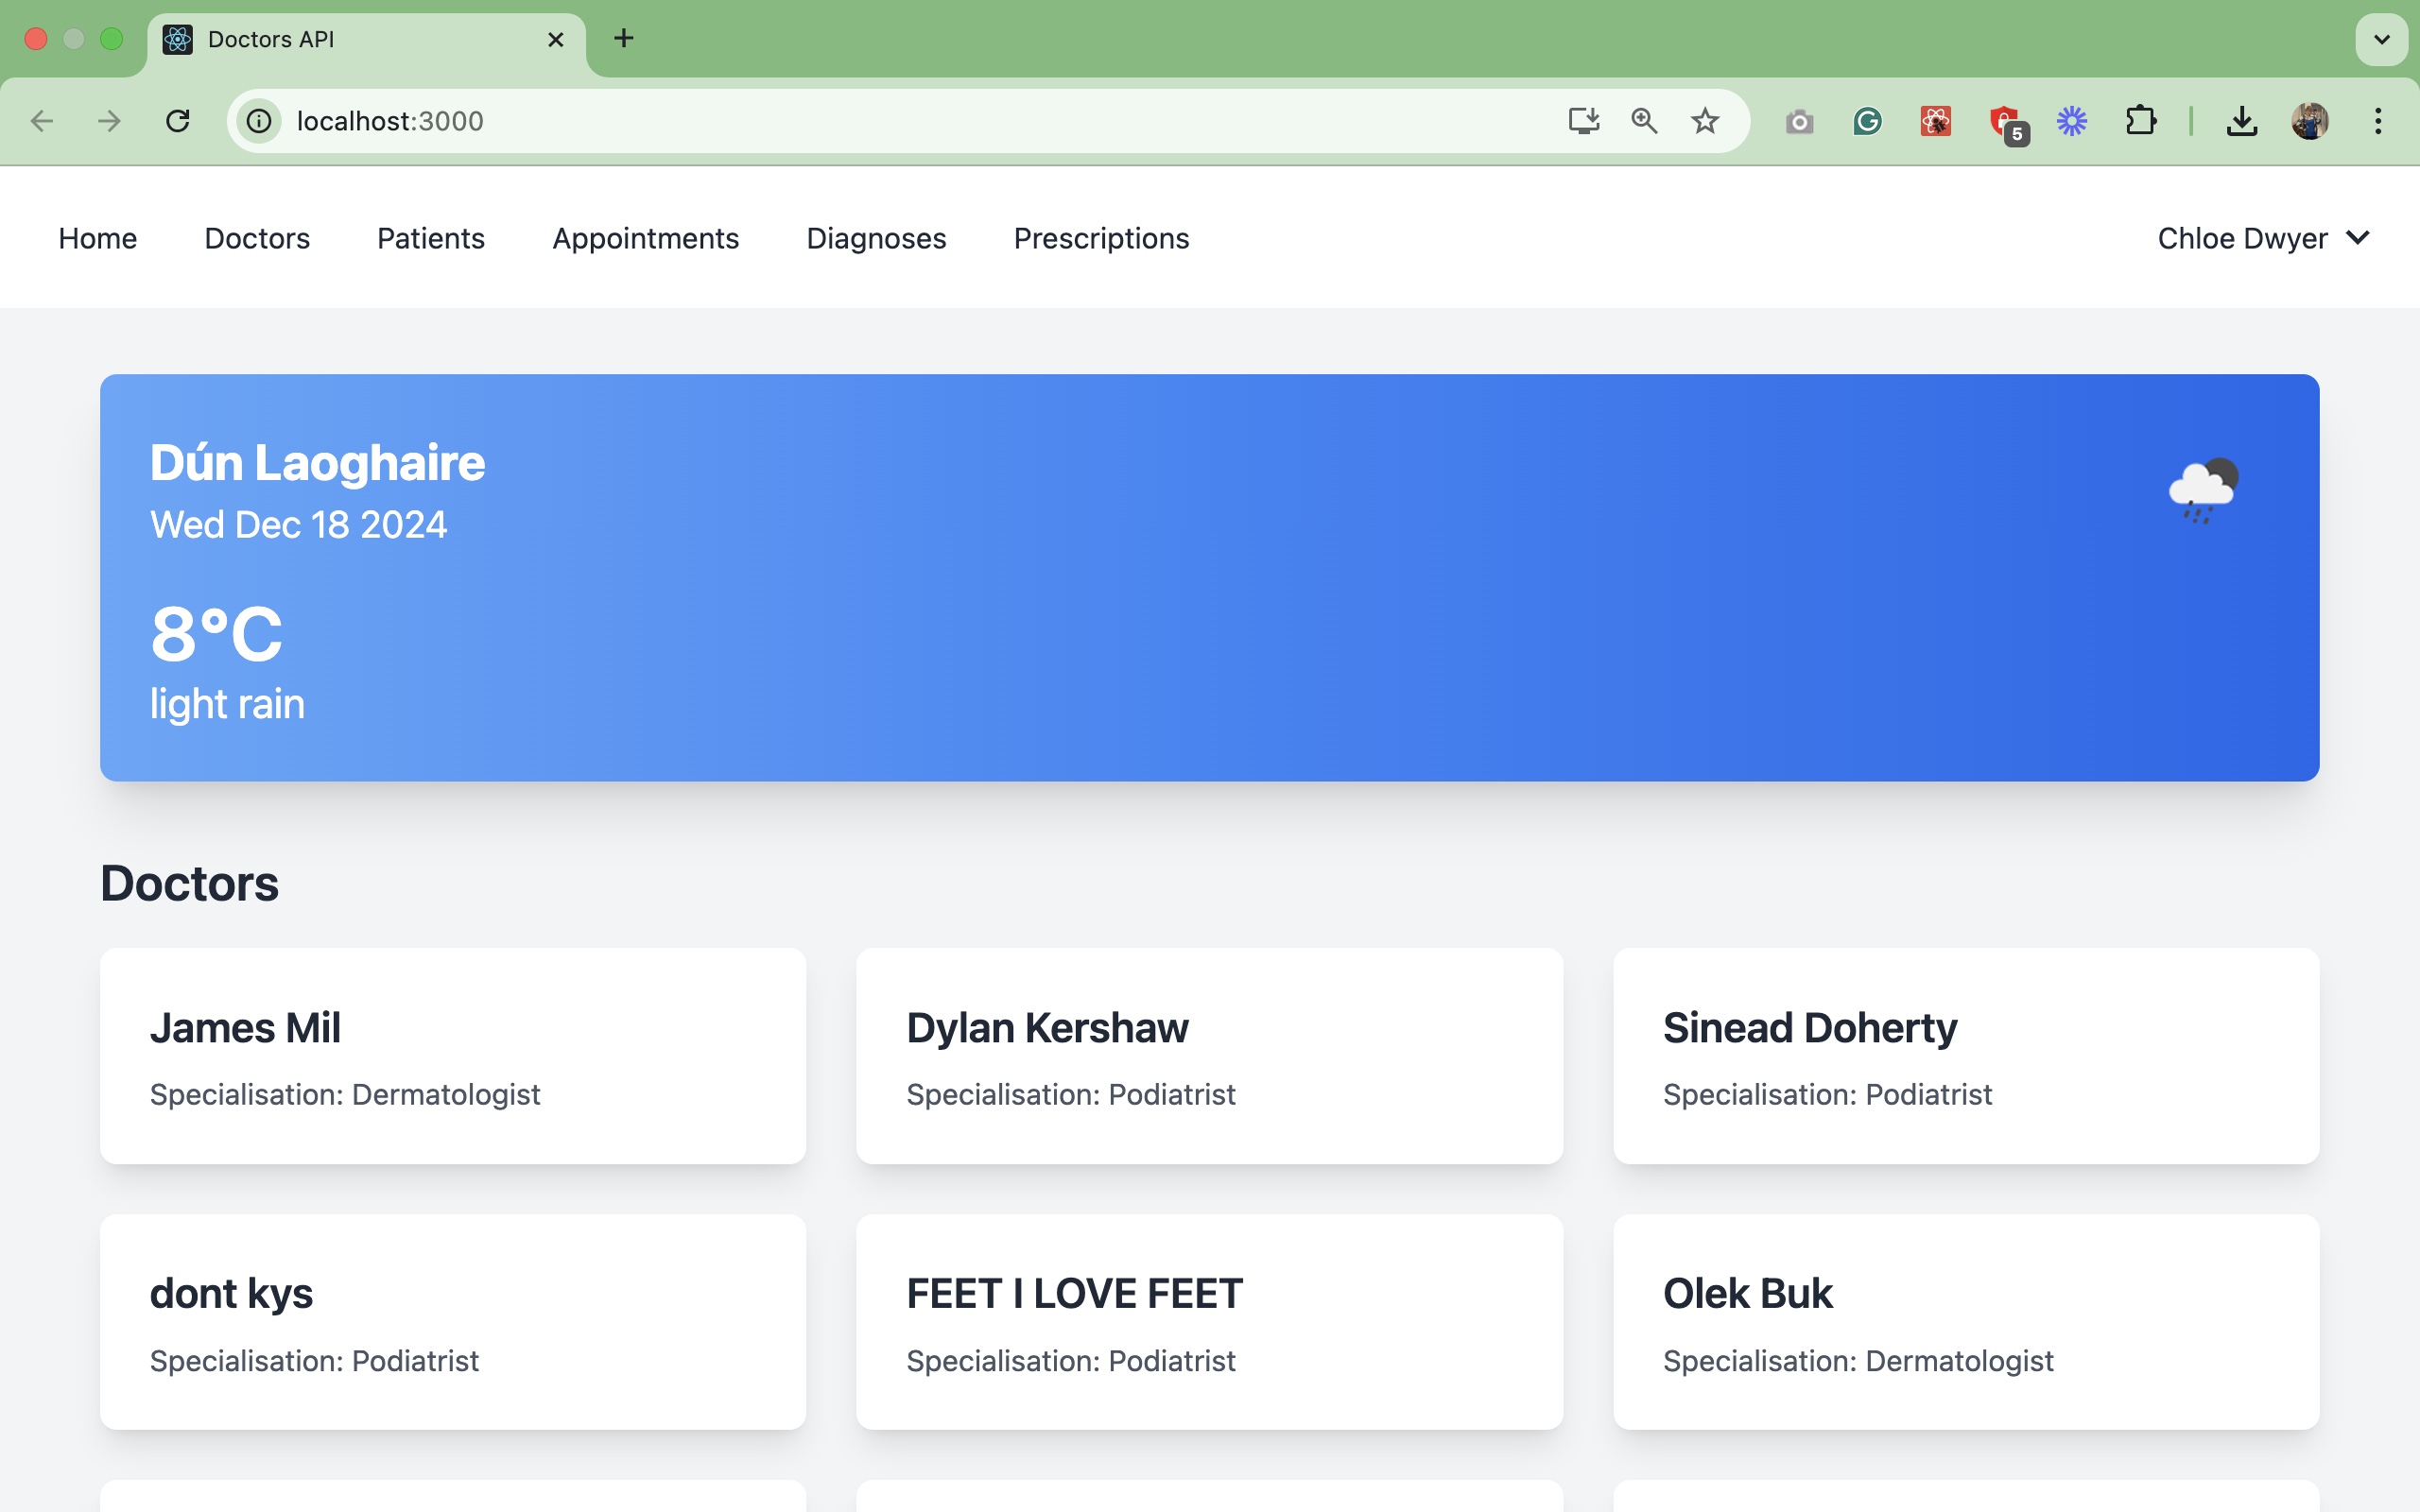 Doctors API
localhost:3000
5
Home Doctors Patients Appointments Diagnoses Prescriptions Chloe Dwyer
Dún Laoghaire
Wed Dec 18 2024
8°C
light rain
Doctors
James Mil
Specialisation: Dermatologist
Dylan Kershaw
Specialisation: Podiatrist
Sinead Doherty
Specialisation: Podiatrist
dont kys
Specialisation: Podiatrist
FEET I LOVE FEET
Specialisation: Podiatrist
Olek Buk
Specialisation: Dermatologist